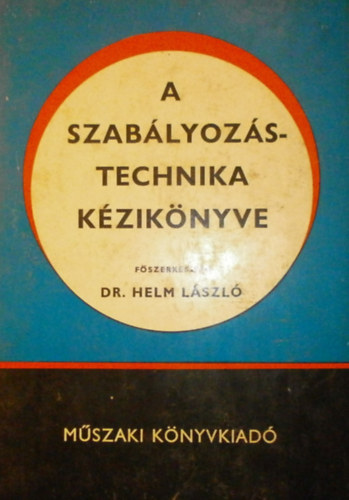 A
SZABÁLYOZÁS-
TECHNIKA
KÉZIKÖNYVE
DR. HELM LÁSZLÓ
MŰSZAKI KÖNYVKIADÓ